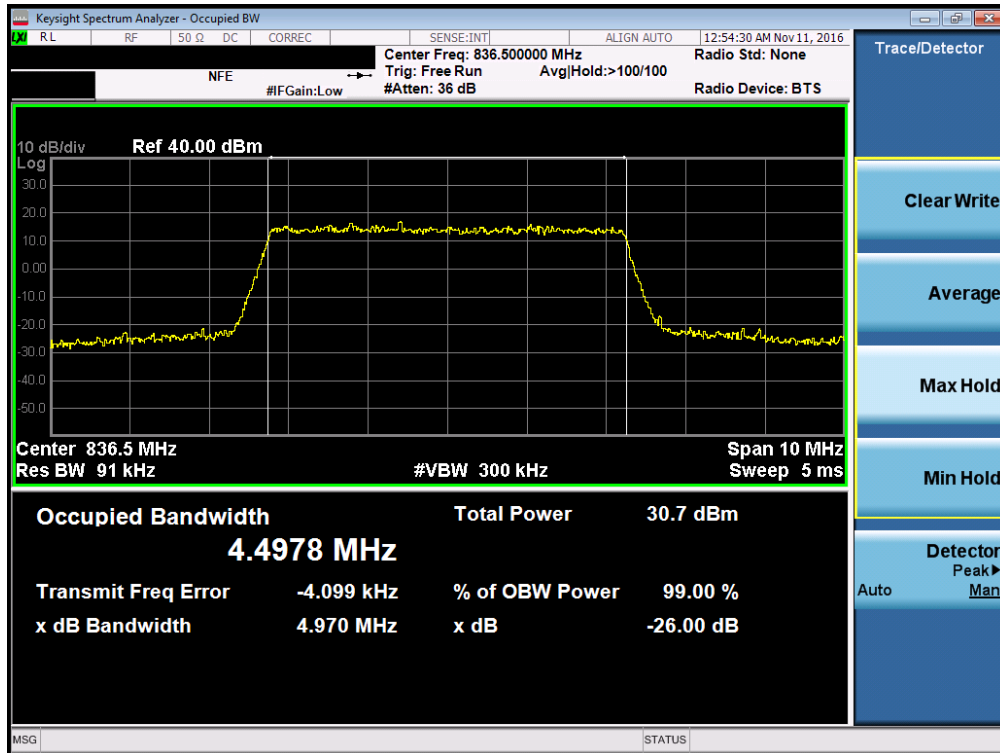 Keysight Spectrum Analyzer - Occupied BW
LXI RL RF 50 Ω DC CORREC SENSE:INT ALIGN AUTO 12:54:30 AM Nov 11, 2016
Center Freq: 836.500000 MHz Radio Std: None
NFE Trig: Free Run Avg|Hold:>100/100
#IFGain:Low #Atten: 36 dB Radio Device: BTS
10 dB/div Ref 40.00 dBm
Log
30.0
20.0
10.0
0.00
-10.0
-20.0
-30.0
-40.0
-50.0
Center 836.5 MHz Span 10 MHz
Res BW 91 kHz #VBW 300 kHz Sweep 5 ms
Occupied Bandwidth Total Power 30.7 dBm
4.4978 MHz
Transmit Freq Error -4.099 kHz % of OBW Power 99.00 %
x dB Bandwidth 4.970 MHz x dB -26.00 dB
MSG STATUS
Trace/Detector
Clear Write
Average
Max Hold
Min Hold
Detector
Peak▶
Auto Man